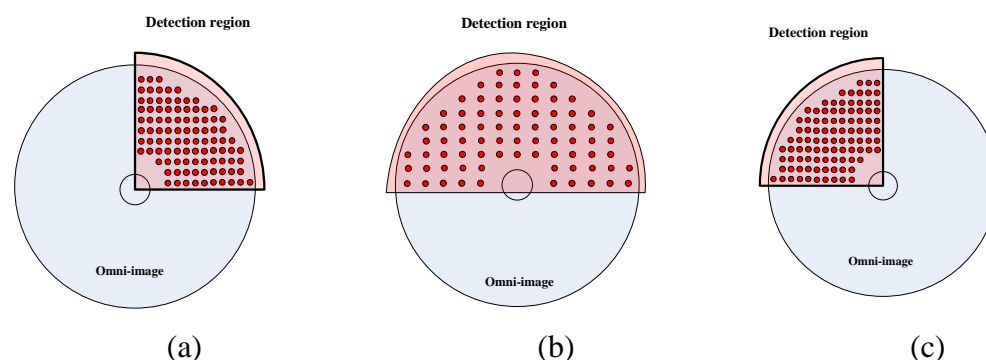 Detection region
Detection region
Detection region
Omni-image
Omni-image
Omni-image
(a)
(b)
(c)